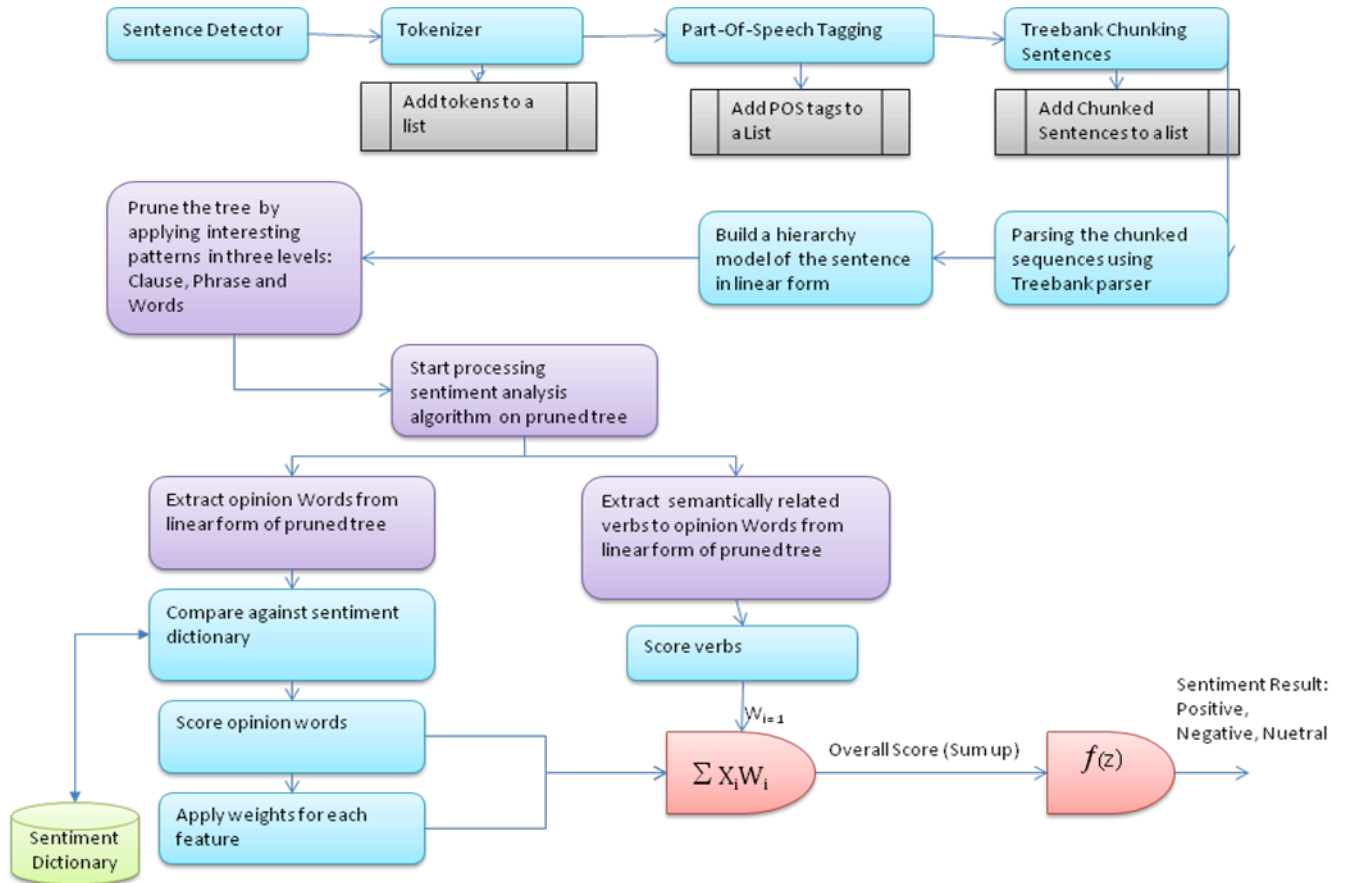 Sentence Detector
Tokenizer
Part-Of-Speech Tagging
Treebank Chunking
Sentences
Add tokens to a
list
Add POS tags to
a List
Add Chunked
Sentences to a list
Prune the tree by
applying interesting
patterns in three levels:
Clause, Phrase and
Words
Build a hierarchy
model of the sentence
in linear form
Parsing the chunked
sequences using
Treebank parser
Start processing
sentiment analysis
algorithm on pruned tree
Extract opinion Words from
linear form of pruned tree
Extract semantically related
verbs to opinion Words from
linear form of pruned tree
Compare against sentiment
dictionary
Score verbs
Score opinion words
W i= 1
Sentiment Result:
Positive,
Negative, Nuetral
Overall Score (Sum up)
Σ XiWi
f(z)
Apply weights for each
feature
Sentiment
Dictionary